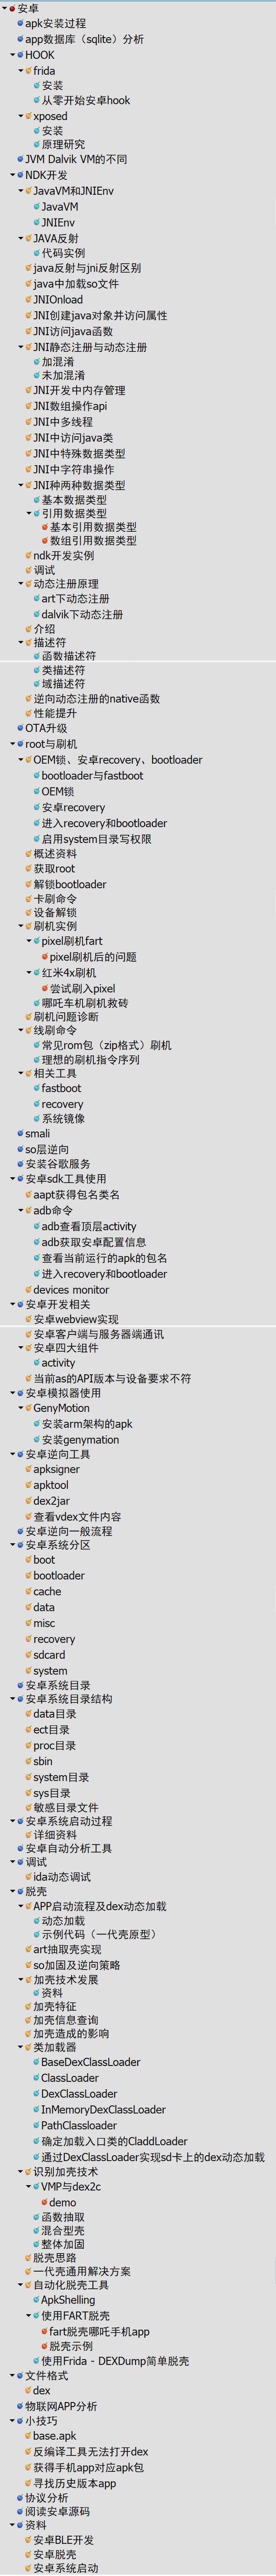 安卓
apk安装过程
app数据库（sqlite）分析
HOOK
frida
安装
从零开始安卓hook
xposed
安装
原理研究
JVM Dalvik VM的不同
NDK开发
JavaVM和JNIEnv
JavaVM
JNIEnv
JAVA反射
代码实例
java反射与jni反射区别
java中加载so文件
JNIOnload
JNI创建java对象并访问属性
JNI访问java函数
JNI静态注册与动态注册
加混淆
未加混淆
JNI开发中内存管理
JNI数组操作api
JNI中多线程
JNI中访问java类
JNI中特殊数据类型
JNI中字符串操作
JNI种两种数据类型
基本数据类型
引用数据类型
基本引用数据类型
数组引用数据类型
ndk开发实例
调试
动态注册原理
art下动态注册
dalvik下动态注册
介绍
描述符
函数描述符
类描述符
域描述符
逆向动态注册的native函数
性能提升
OTA升级
root与刷机
OEM锁、安卓recovery、bootloader
bootloader与fastboot
OEM锁
安卓recovery
进入recovery和bootloader
启用system目录写权限
概述资料
获取root
解锁bootloader
卡刷命令
设备解锁
刷机实例
pixel刷机fart
pixel刷机后的问题
红米4x刷机
尝试刷入pixel
哪吒车机刷机救砖
刷机问题诊断
线刷命令
常见rom包（zip格式）刷机
理想的刷机指令序列
相关工具
fastboot
recovery
系统镜像
smali
so层逆向
安装谷歌服务
安卓sdk工具使用
aapt获得包名类名
adb命令
adb查看顶层activity
adb获取安卓配置信息
查看当前运行的apk的包名
进入recovery和bootloader
devices monitor
安卓开发相关
安卓webview实现
安卓客户端与服务器端通讯
安卓四大组件
activity
当前as的API版本与设备要求不符
安卓模拟器使用
GenyMotion
安装arm架构的apk
安装genymation
安卓逆向工具
apksigner
apktool
dex2jar
查看vdex文件内容
安卓逆向一般流程
安卓系统分区
boot
bootloader
cache
data
misc
recovery
sdcard
system
安卓系统目录
安卓系统目录结构
data目录
ect目录
proc目录
sbin
system目录
sys目录
敏感目录文件
安卓系统启动过程
详细资料
安卓自动分析工具
调试
ida动态调试
脱壳
APP启动流程及dex动态加载
动态加载
示例代码（一代壳原型）
art抽取壳实现
so加固及逆向策略
加壳技术发展
资料
加壳特征
加壳信息查询
加壳造成的影响
类加载器
BaseDexClassLoader
ClassLoader
DexClassLoader
InMemoryDexClassLoader
PathClassloader
确定加载入口类的CladdLoader
通过DexClassLoader实现sd卡上的dex动态加载
识别加壳技术
VMP与dex2c
demo
函数抽取
混合型壳
整体加固
脱壳思路
一代壳通用解决方案
自动化脱壳工具
ApkShelling
使用FART脱壳
fart脱壳哪吒手机app
脱壳示例
使用Frida - DEXDump简单脱壳
文件格式
dex
物联网APP分析
小技巧
base.apk
反编译工具无法打开dex
获得手机app对应apk包
寻找历史版本app
协议分析
阅读安卓源码
资料
安卓BLE开发
安卓脱壳
安卓系统启动